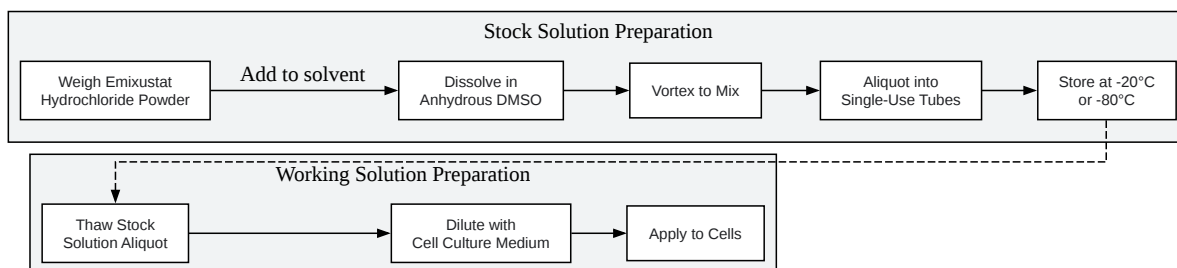 Stock Solution Preparation
Weigh Emixustat
Hydrochloride Powder
Add to solvent
Dissolve in
Anhydrous DMSO
Vortex to Mix
Aliquot into
Single-Use Tubes
Store at -20°C
or -80°C
Working Solution Preparation
Thaw Stock
Solution Aliquot
Dilute with
Cell Culture Medium
Apply to Cells